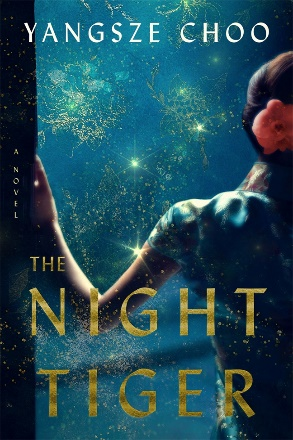 YANGSZE CHOO
A NOVEL
THE
NIGHT
TIGER